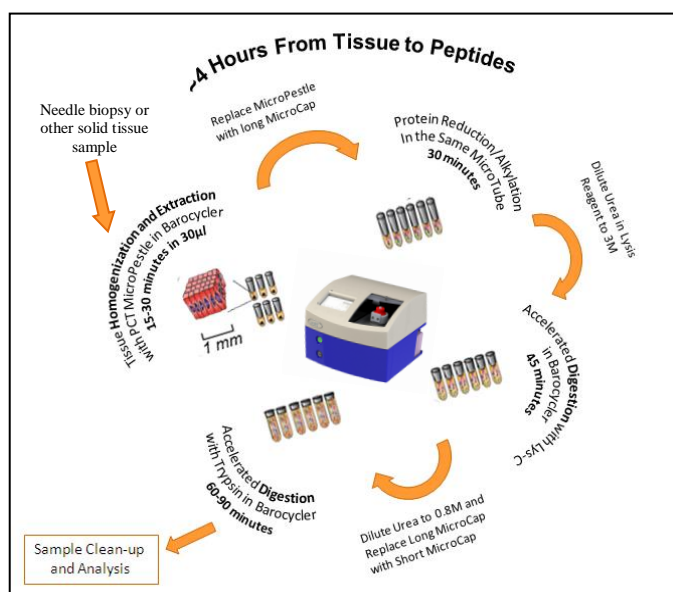 ~4 Hours From Tissue to Peptides
Needle biopsy or
other solid tissue
sample
Tissue Homogenization and Extraction
with PCT MicroPestle in Barocycler
15-30 minutes in 30µl
1 mm
Replace MicroPestle
with long MicroCap
Protein Reduction/Alkylation
In the Same MicroTube
30 minutes
Dilute Urea in Lysis
Reagent to 3M
Accelerated Digestion with Lys-C
in Barocycler
45 minutes
Dilute Urea to 0.8M and
Replace Long MicroCap
with Short MicroCap
Accelerated Digestion
with Trypsin in Barocycler
60-90 minutes
Sample Clean-up
and Analysis